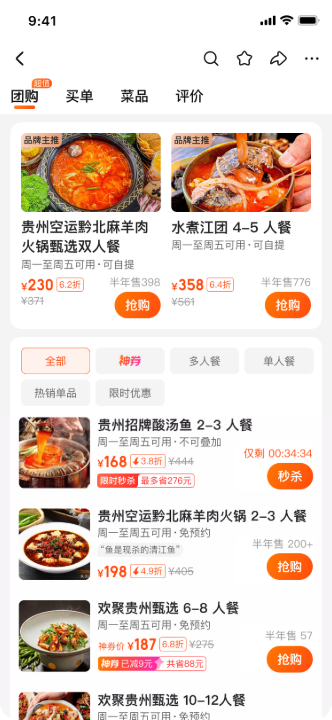 9:41
超值
团购 买单 菜品 评价
品牌主推
贵州空运黔北麻羊肉
火锅甄选双人餐
周一至周五可用·可自提
¥230 6.2折 半年售398
¥371
抢购
品牌主推
水煮江团 4-5 人餐
周一至周五可用·可自提
¥358 6.4折 半年售776
¥561
抢购
全部 神券 多人餐 单人餐
热销单品 限时优惠
贵州招牌酸汤鱼 2-3 人餐
周一至周五可用·不可叠加
仅剩 00:34:34
¥168 3.8折 ¥444
限时秒杀 最多省276元
秒杀
贵州空运黔北麻羊肉火锅 2-3 人餐
周一至周五可用·免预约
半年售 200+
“鱼是现杀的清江鱼”
¥198 4.9折 ¥405
抢购
欢聚贵州甄选 6-8 人餐
周一至周五可用·免预约
半年售 57
神券价 ¥187 6.8折 ¥275
神券 已减9元 共省88元
抢购
欢聚贵州甄选 10-12人餐
周一至周五可用·免预约